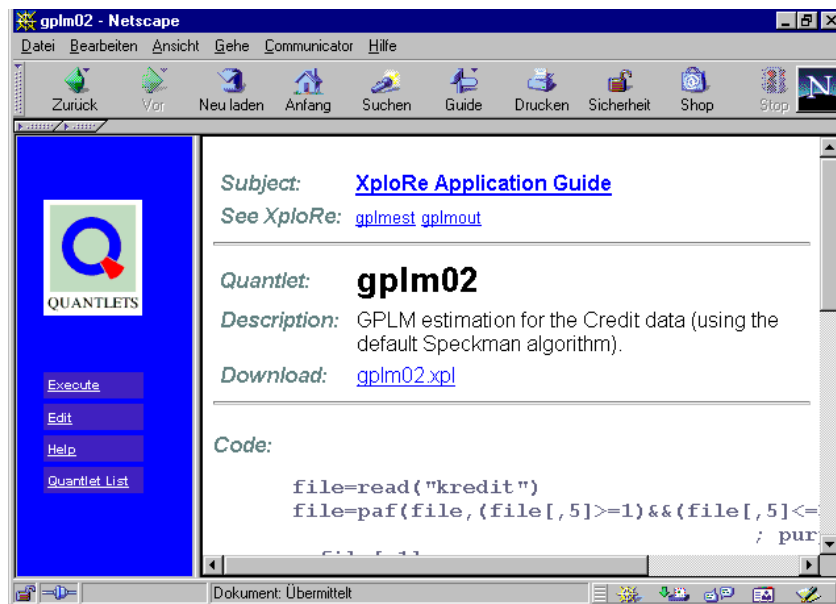 gplm02 - Netscape
Datei Bearbeiten Ansicht Gehe Communicator Hilfe
Zurück Vor Neu laden Anfang Suchen Guide Drucken Sicherheit Shop Stop N
QUANTLETS
Execute
Edit
Help
Quantlet List
Subject: XploRe Application Guide
See XploRe: gplmest gplmout
Quantlet: gplm02
Description: GPLM estimation for the Credit data (using the
default Speckman algorithm).
Download: gplm02.xpl
Code:
file=read("kredit")
file=paf(file,(file[,5]>=1)&&(file[,5]<=
; pur
Dokument: Übermittelt